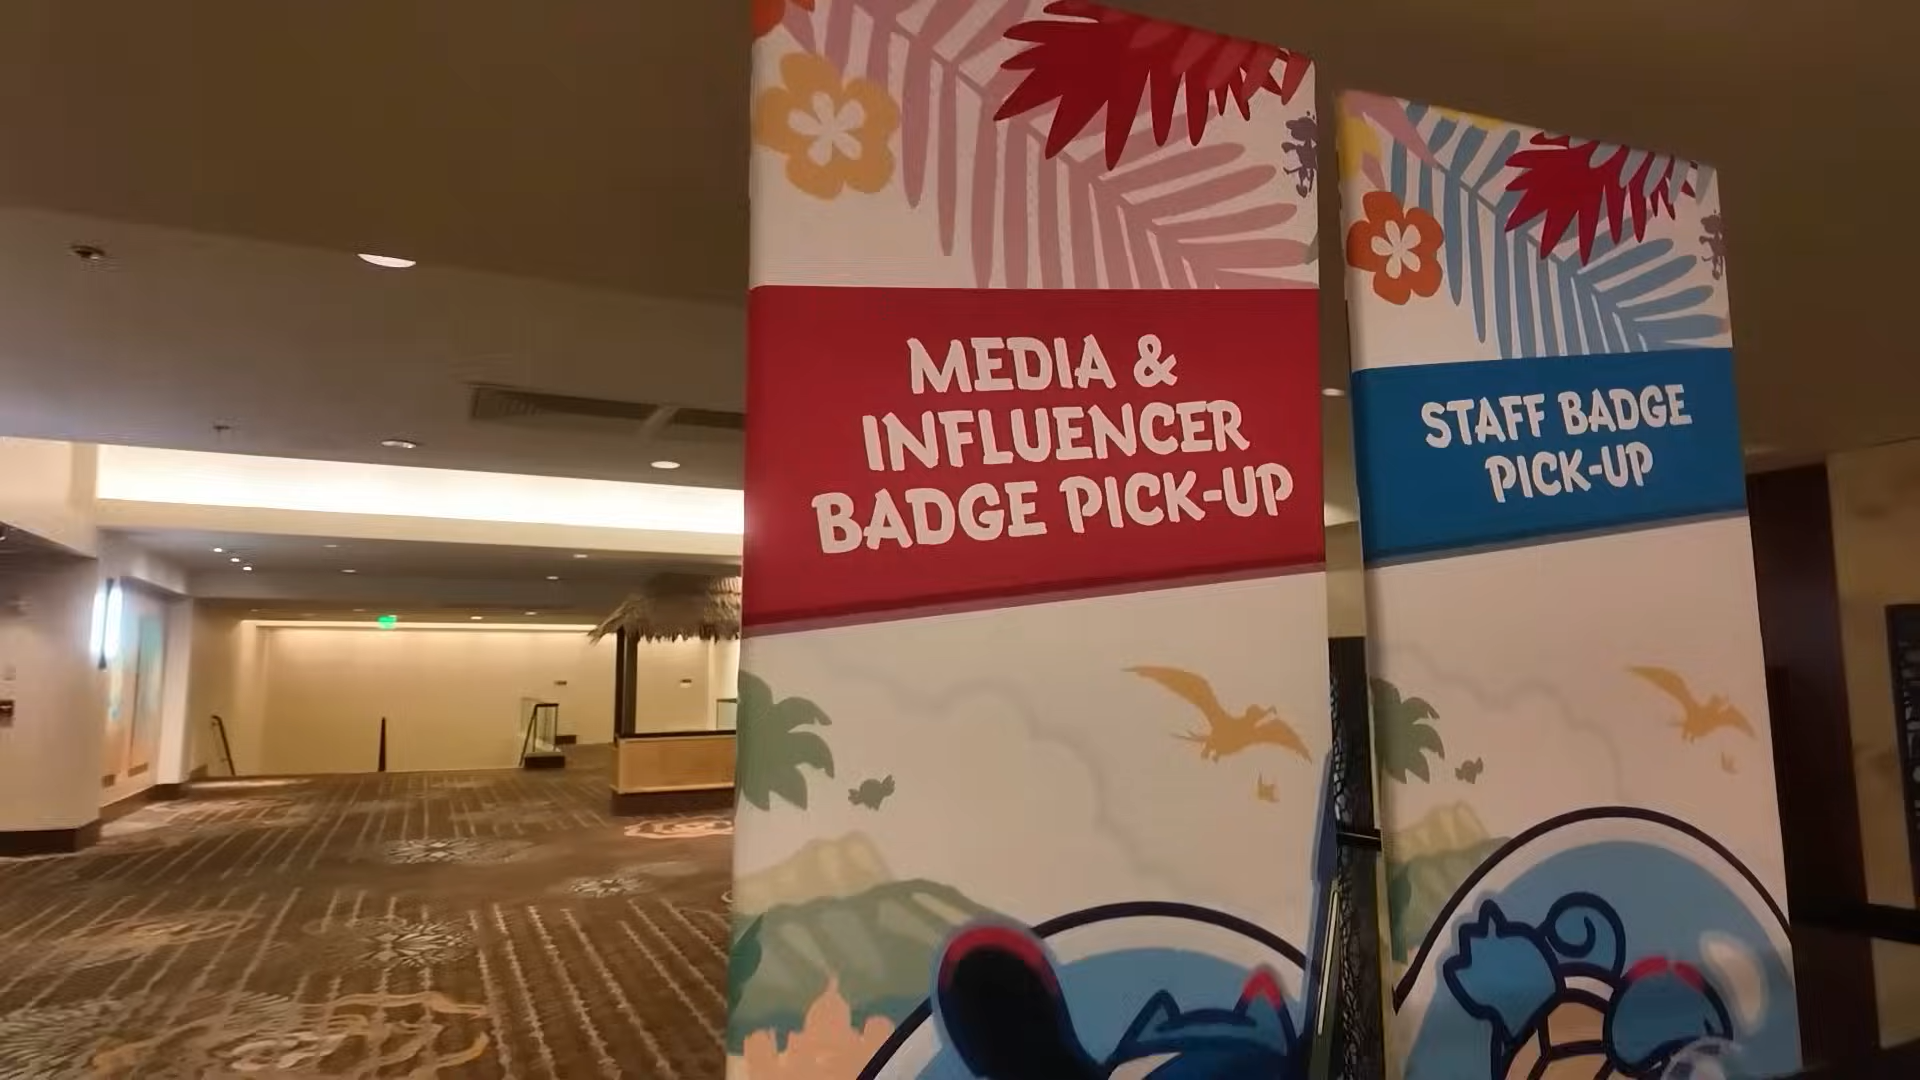 MEDIA &
INFLUENCER
BADGE PICK-UP
STAFF BADGE
PICK-UP